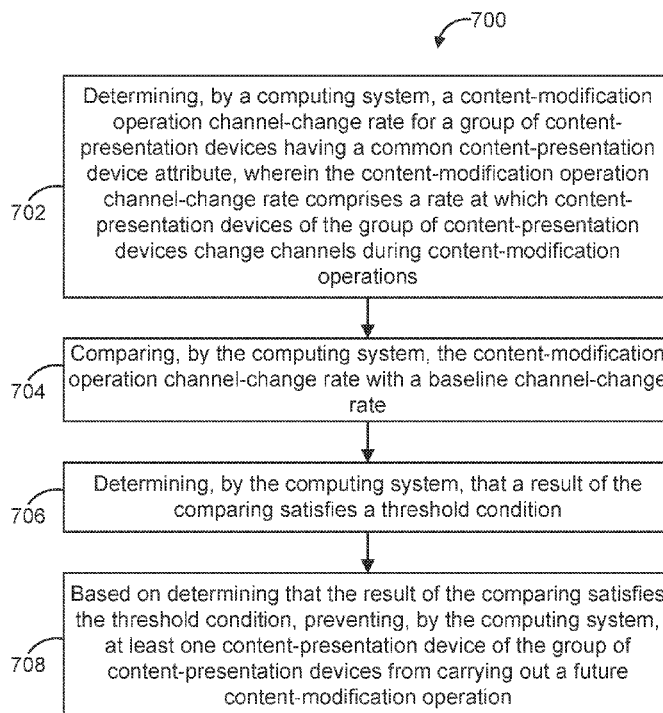 700
702
Determining, by a computing system, a content-modification
operation channel-change rate for a group of content-
presentation devices having a common content-presentation
device attribute, wherein the content-modification operation
channel-change rate comprises a rate at which content-
presentation devices of the group of content-presentation
devices change channels during content-modification
operations
704
Comparing, by the computing system, the content-modification
operation channel-change rate with a baseline channel-change
rate
706
Determining, by the computing system, that a result of the
comparing satisfies a threshold condition
708
Based on determining that the result of the comparing satisfies
the threshold condition, preventing, by the computing system,
at least one content-presentation device of the group of
content-presentation devices from carrying out a future
content-modification operation